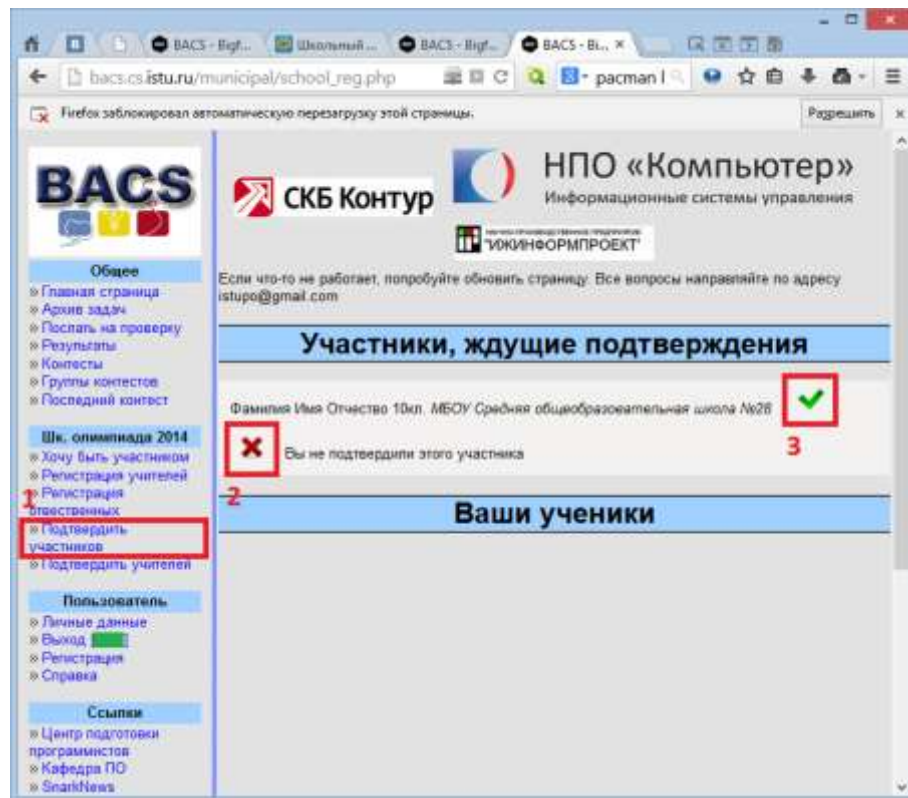 BACS - Bigf...
Школьный ...
BACS - Bigf...
BACS - Bi...
bacs.cs.istu.ru/municipal/school_reg.php
pacman l
Firefox заблокировал автоматическую перезагрузку этой страницы.
Разрешить
BACS
СКБ Контур
НПО «Компьютер»
Информационные системы управления
"ИЖИНФОРМПРОЕКТ"
Если что-то не работает, попробуйте обновить страницу. Все вопросы направляйте по адресу
istupo@gmail.com
Общее
» Главная страница
» Архив задач
» Послать на проверку
» Результаты
» Контесты
» Группы контестов
» Последний контест
Шк. олимпиада 2014
» Хочу быть участником
» Регистрация учителей
1
» Регистрация
ответственных
» Подтвердить
участников
» Подтвердить учителей
Пользователь
» Личные данные
» Выход
» Регистрация
» Справка
Ссылки
» Центр подготовки
программистов
» Кафедра ПО
» SnarkNews
Участники, ждущие подтверждения
Фамилия Имя Отчество 10кл. МБОУ Средняя общеобразовательная школа №28
3
Вы не подтвердили этого участника
2
Ваши ученики